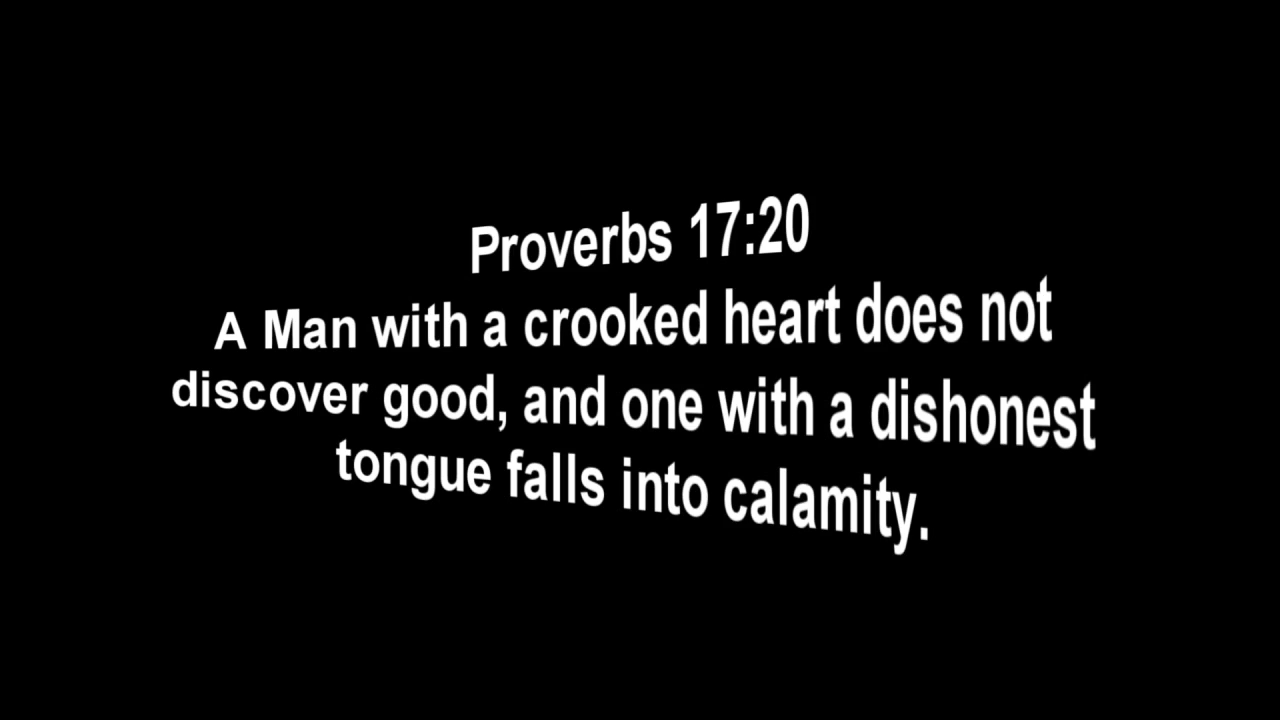 Proverbs 17:20
A Man with a crooked heart does not
discover good, and one with a dishonest
tongue falls into calamity.